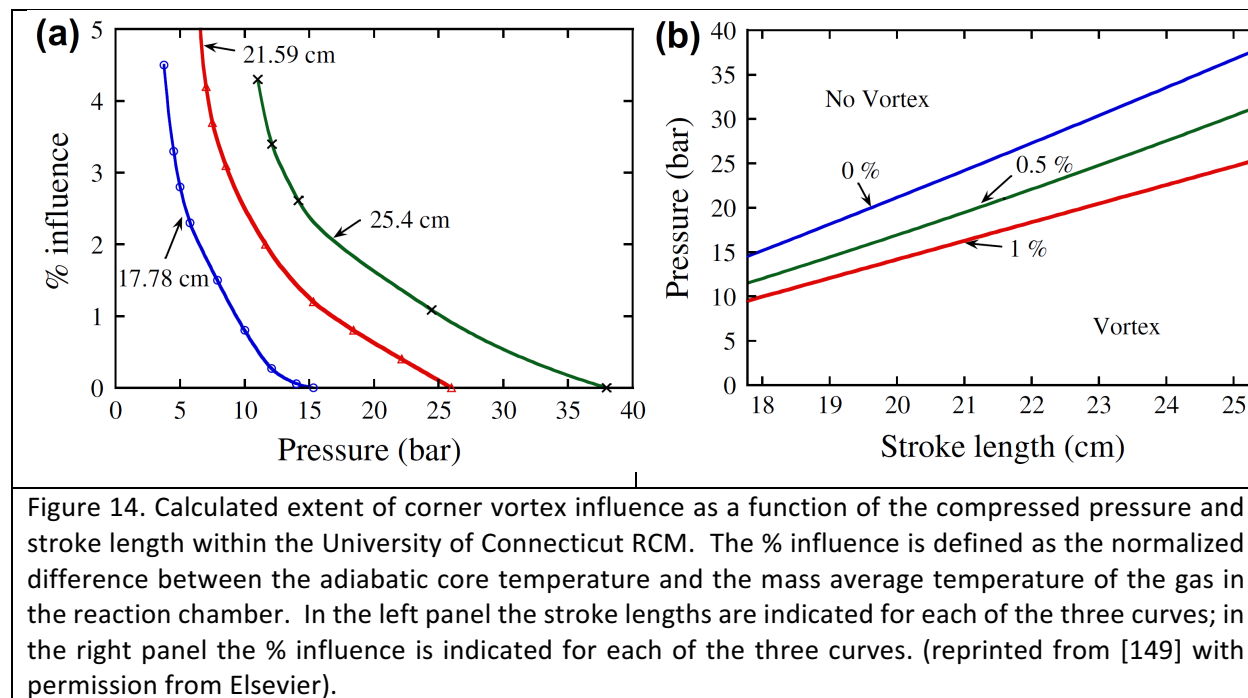 (a)
5
4
3
2
1
0
% influence
21.59 cm
25.4 cm
17.78 cm
0 5 10 15 20 25 30 35 40
Pressure (bar)
(b)
40
35
30
25
20
15
10
5
0
Pressure (bar)
No Vortex
0 %
0.5 %
1 %
Vortex
18 19 20 21 22 23 24 25
Stroke length (cm)
Figure 14. Calculated extent of corner vortex influence as a function of the compressed pressure and
stroke length within the University of Connecticut RCM. The % influence is defined as the normalized
difference between the adiabatic core temperature and the mass average temperature of the gas in
the reaction chamber. In the left panel the stroke lengths are indicated for each of the three curves; in
the right panel the % influence is indicated for each of the three curves. (reprinted from [149] with
permission from Elsevier).